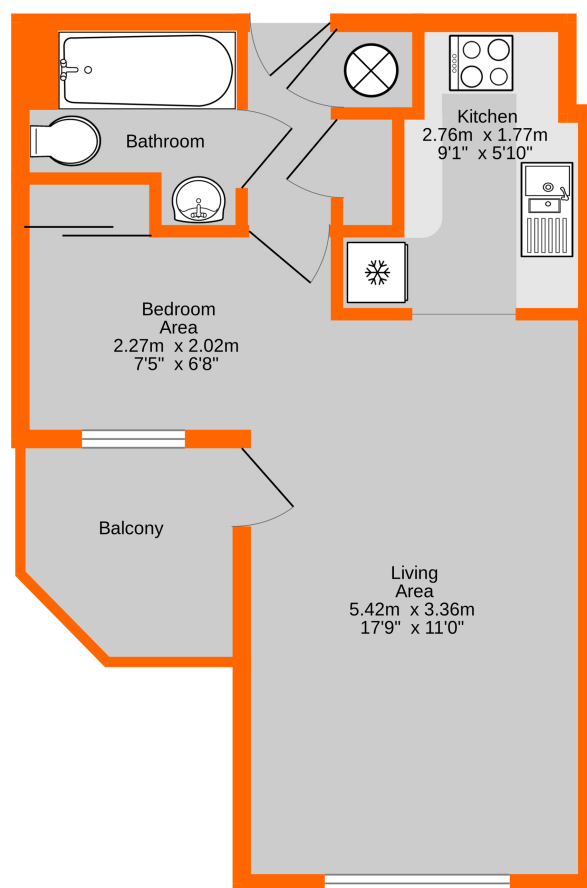 Kitchen
2.76m x 1.77m
9'1" x 5'10"
Bathroom
Bedroom
Area
2.27m x 2.02m
7'5" x 6'8"
Balcony
Living
Area
5.42m x 3.36m
17'9" x 11'0"